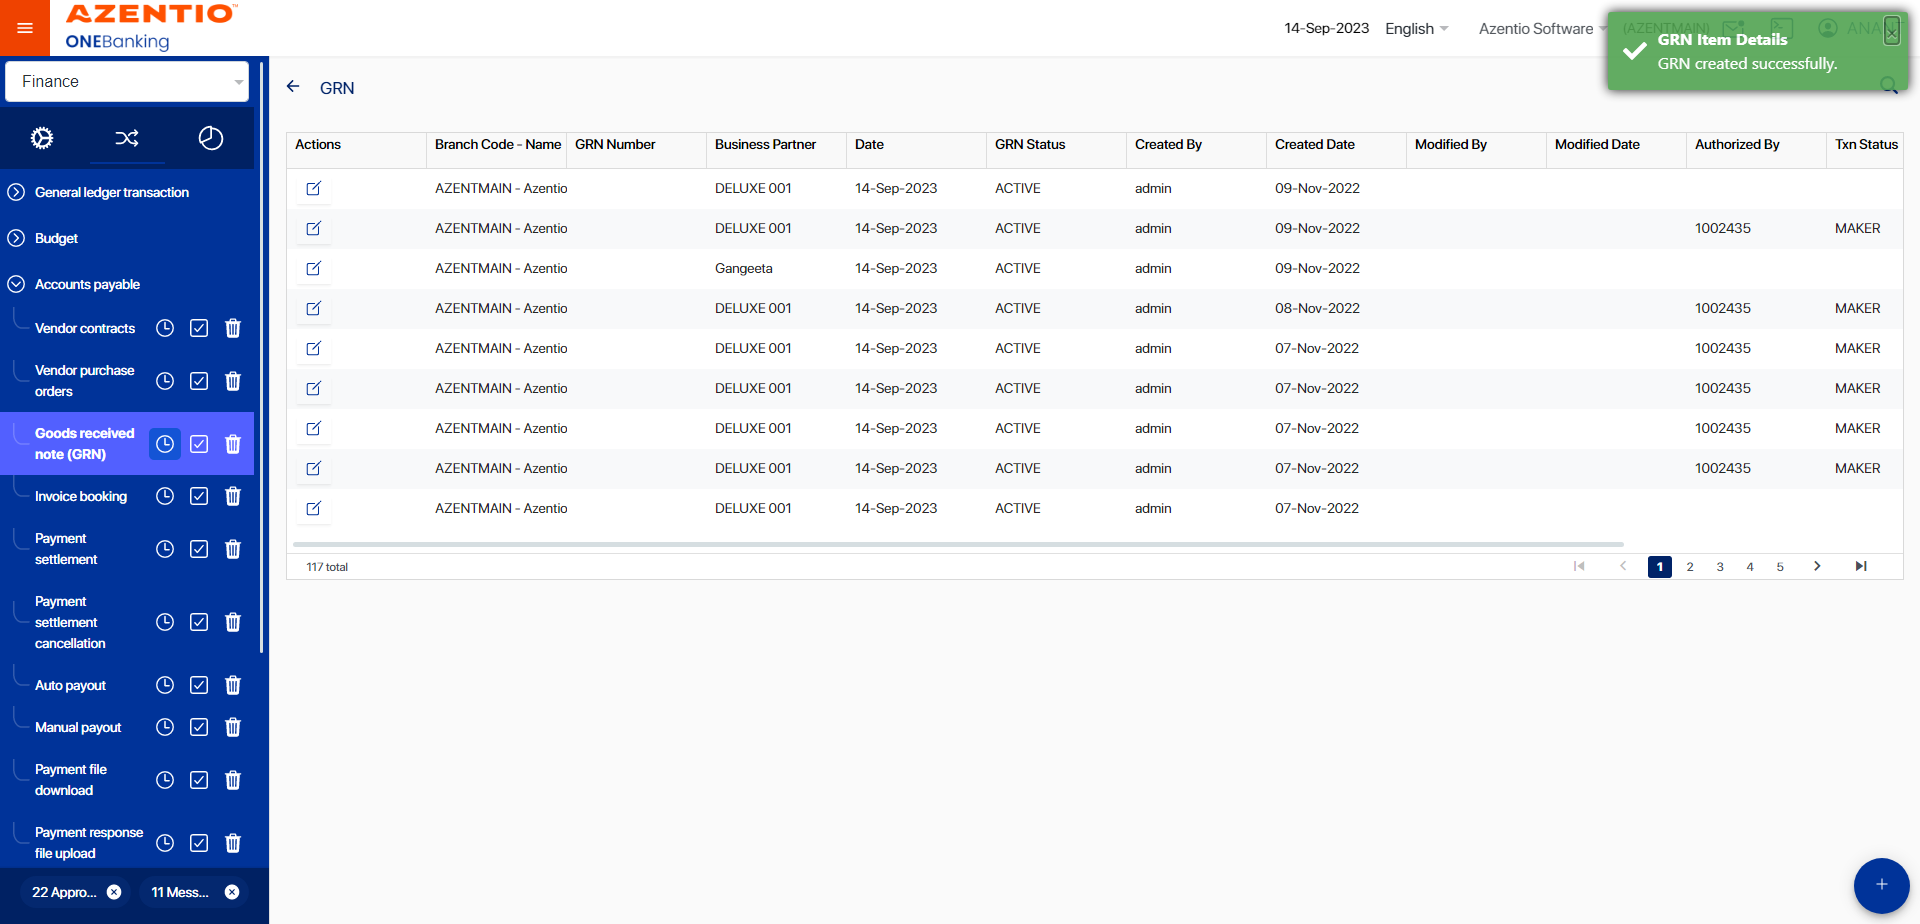 AZENTIO™
ONEBanking
14-Sep-2023 English Azentio Software (AZENTMAIN)
GRN Item Details
GRN created successfully.
Finance
GRN
General ledger transaction
Budget
Accounts payable
Vendor contracts
Vendor purchase
orders
Goods received
note (GRN)
Invoice booking
Payment
settlement
Payment
settlement
cancellation
Auto payout
Manual payout
Payment file
download
Payment response
file upload
22 Appro... 11 Mess...
Actions Branch Code - Name GRN Number Business Partner Date GRN Status Created By Created Date Modified By Modified Date Authorized By Txn Status
AZENTMAIN - Azentio DELUXE 001 14-Sep-2023 ACTIVE admin 09-Nov-2022
AZENTMAIN - Azentio DELUXE 001 14-Sep-2023 ACTIVE admin 09-Nov-2022 1002435 MAKER
AZENTMAIN - Azentio Gangeeta 14-Sep-2023 ACTIVE admin 09-Nov-2022
AZENTMAIN - Azentio DELUXE 001 14-Sep-2023 ACTIVE admin 08-Nov-2022 1002435 MAKER
AZENTMAIN - Azentio DELUXE 001 14-Sep-2023 ACTIVE admin 07-Nov-2022 1002435 MAKER
AZENTMAIN - Azentio DELUXE 001 14-Sep-2023 ACTIVE admin 07-Nov-2022 1002435 MAKER
AZENTMAIN - Azentio DELUXE 001 14-Sep-2023 ACTIVE admin 07-Nov-2022 1002435 MAKER
AZENTMAIN - Azentio DELUXE 001 14-Sep-2023 ACTIVE admin 07-Nov-2022 1002435 MAKER
AZENTMAIN - Azentio DELUXE 001 14-Sep-2023 ACTIVE admin 07-Nov-2022
117 total 1 2 3 4 5